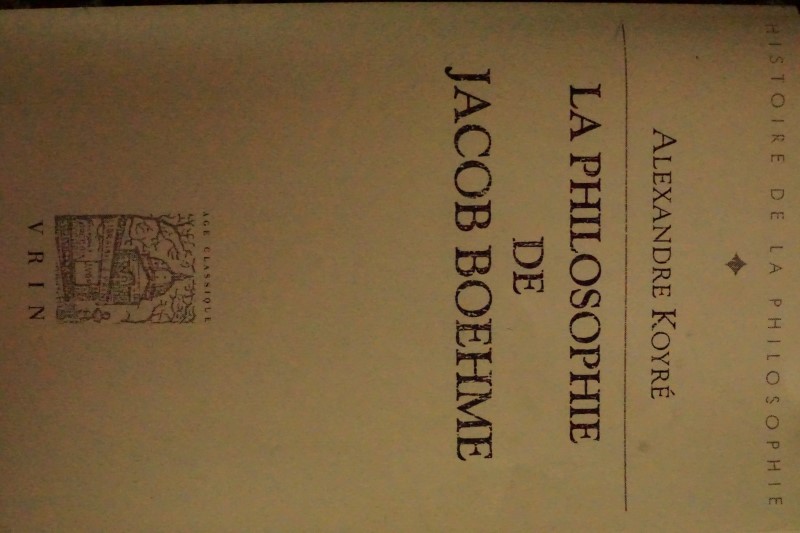 HISTOIRE DE LA PHILOSOPHIE
ALEXANDRE KOYRÉ
LA PHILOSOPHIE
DE
JACOB BOEHME
AGE CLASSIQUE
VRIN